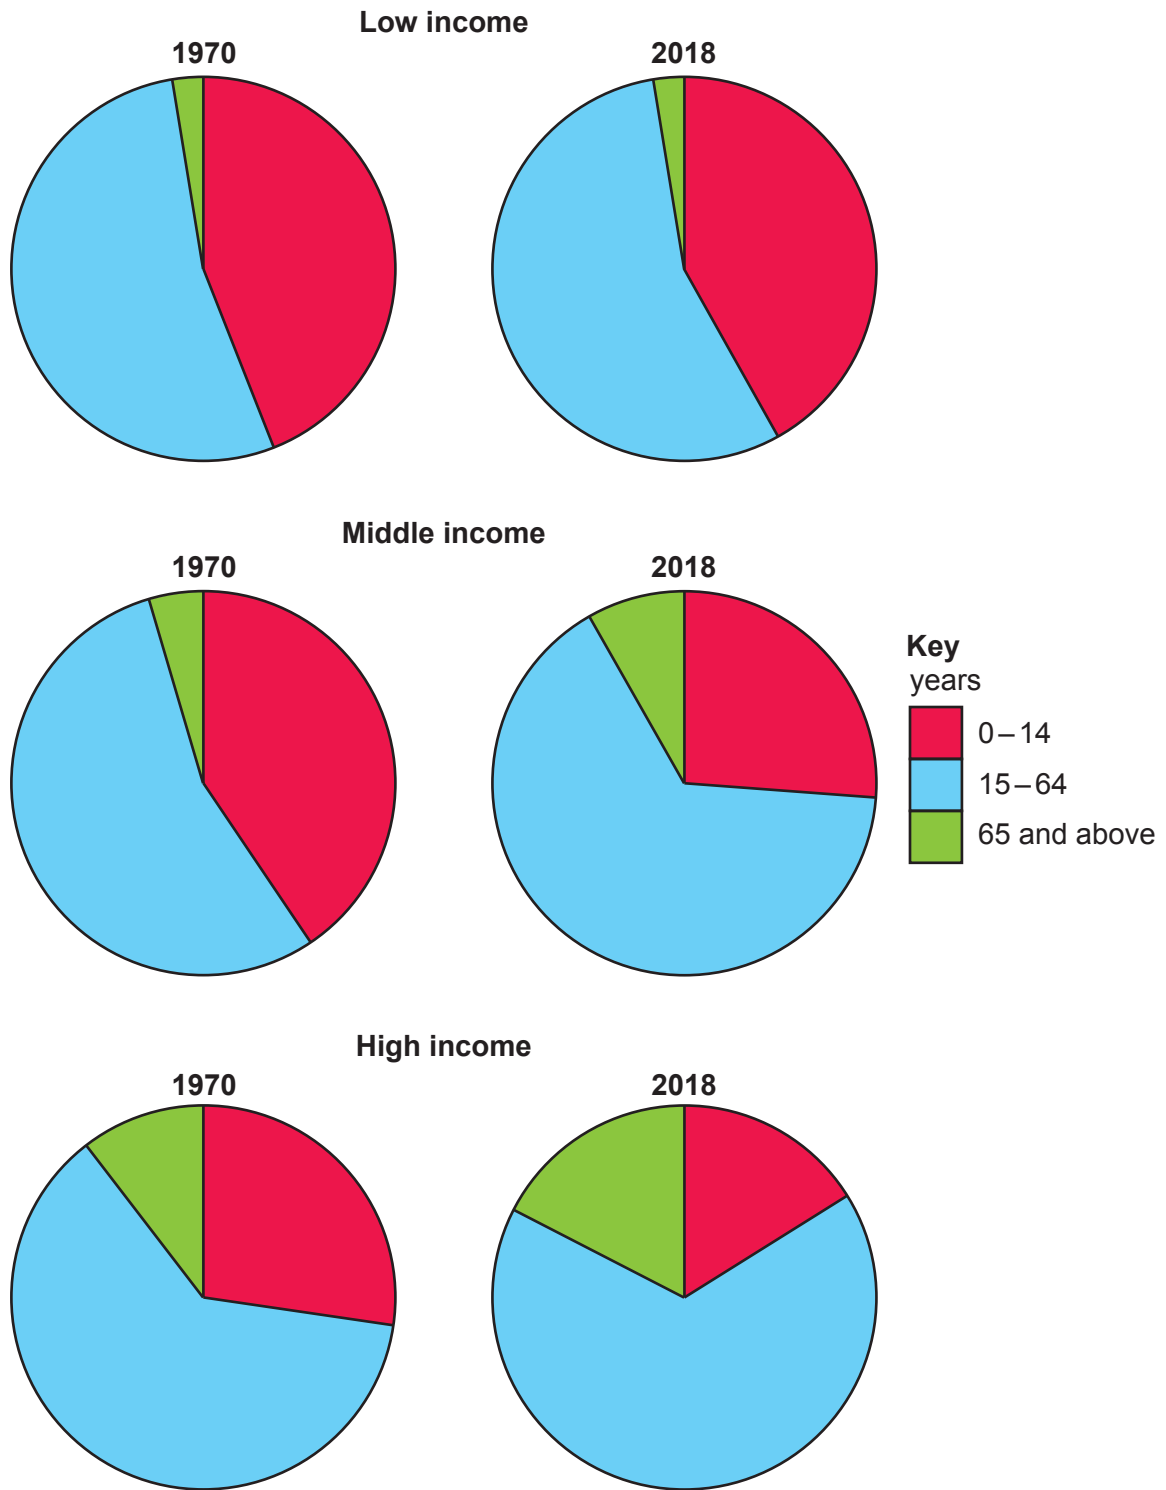 Low income
1970 2018
Middle income
1970 2018
Key
years
0–14
15–64
65 and above
High income
1970 2018